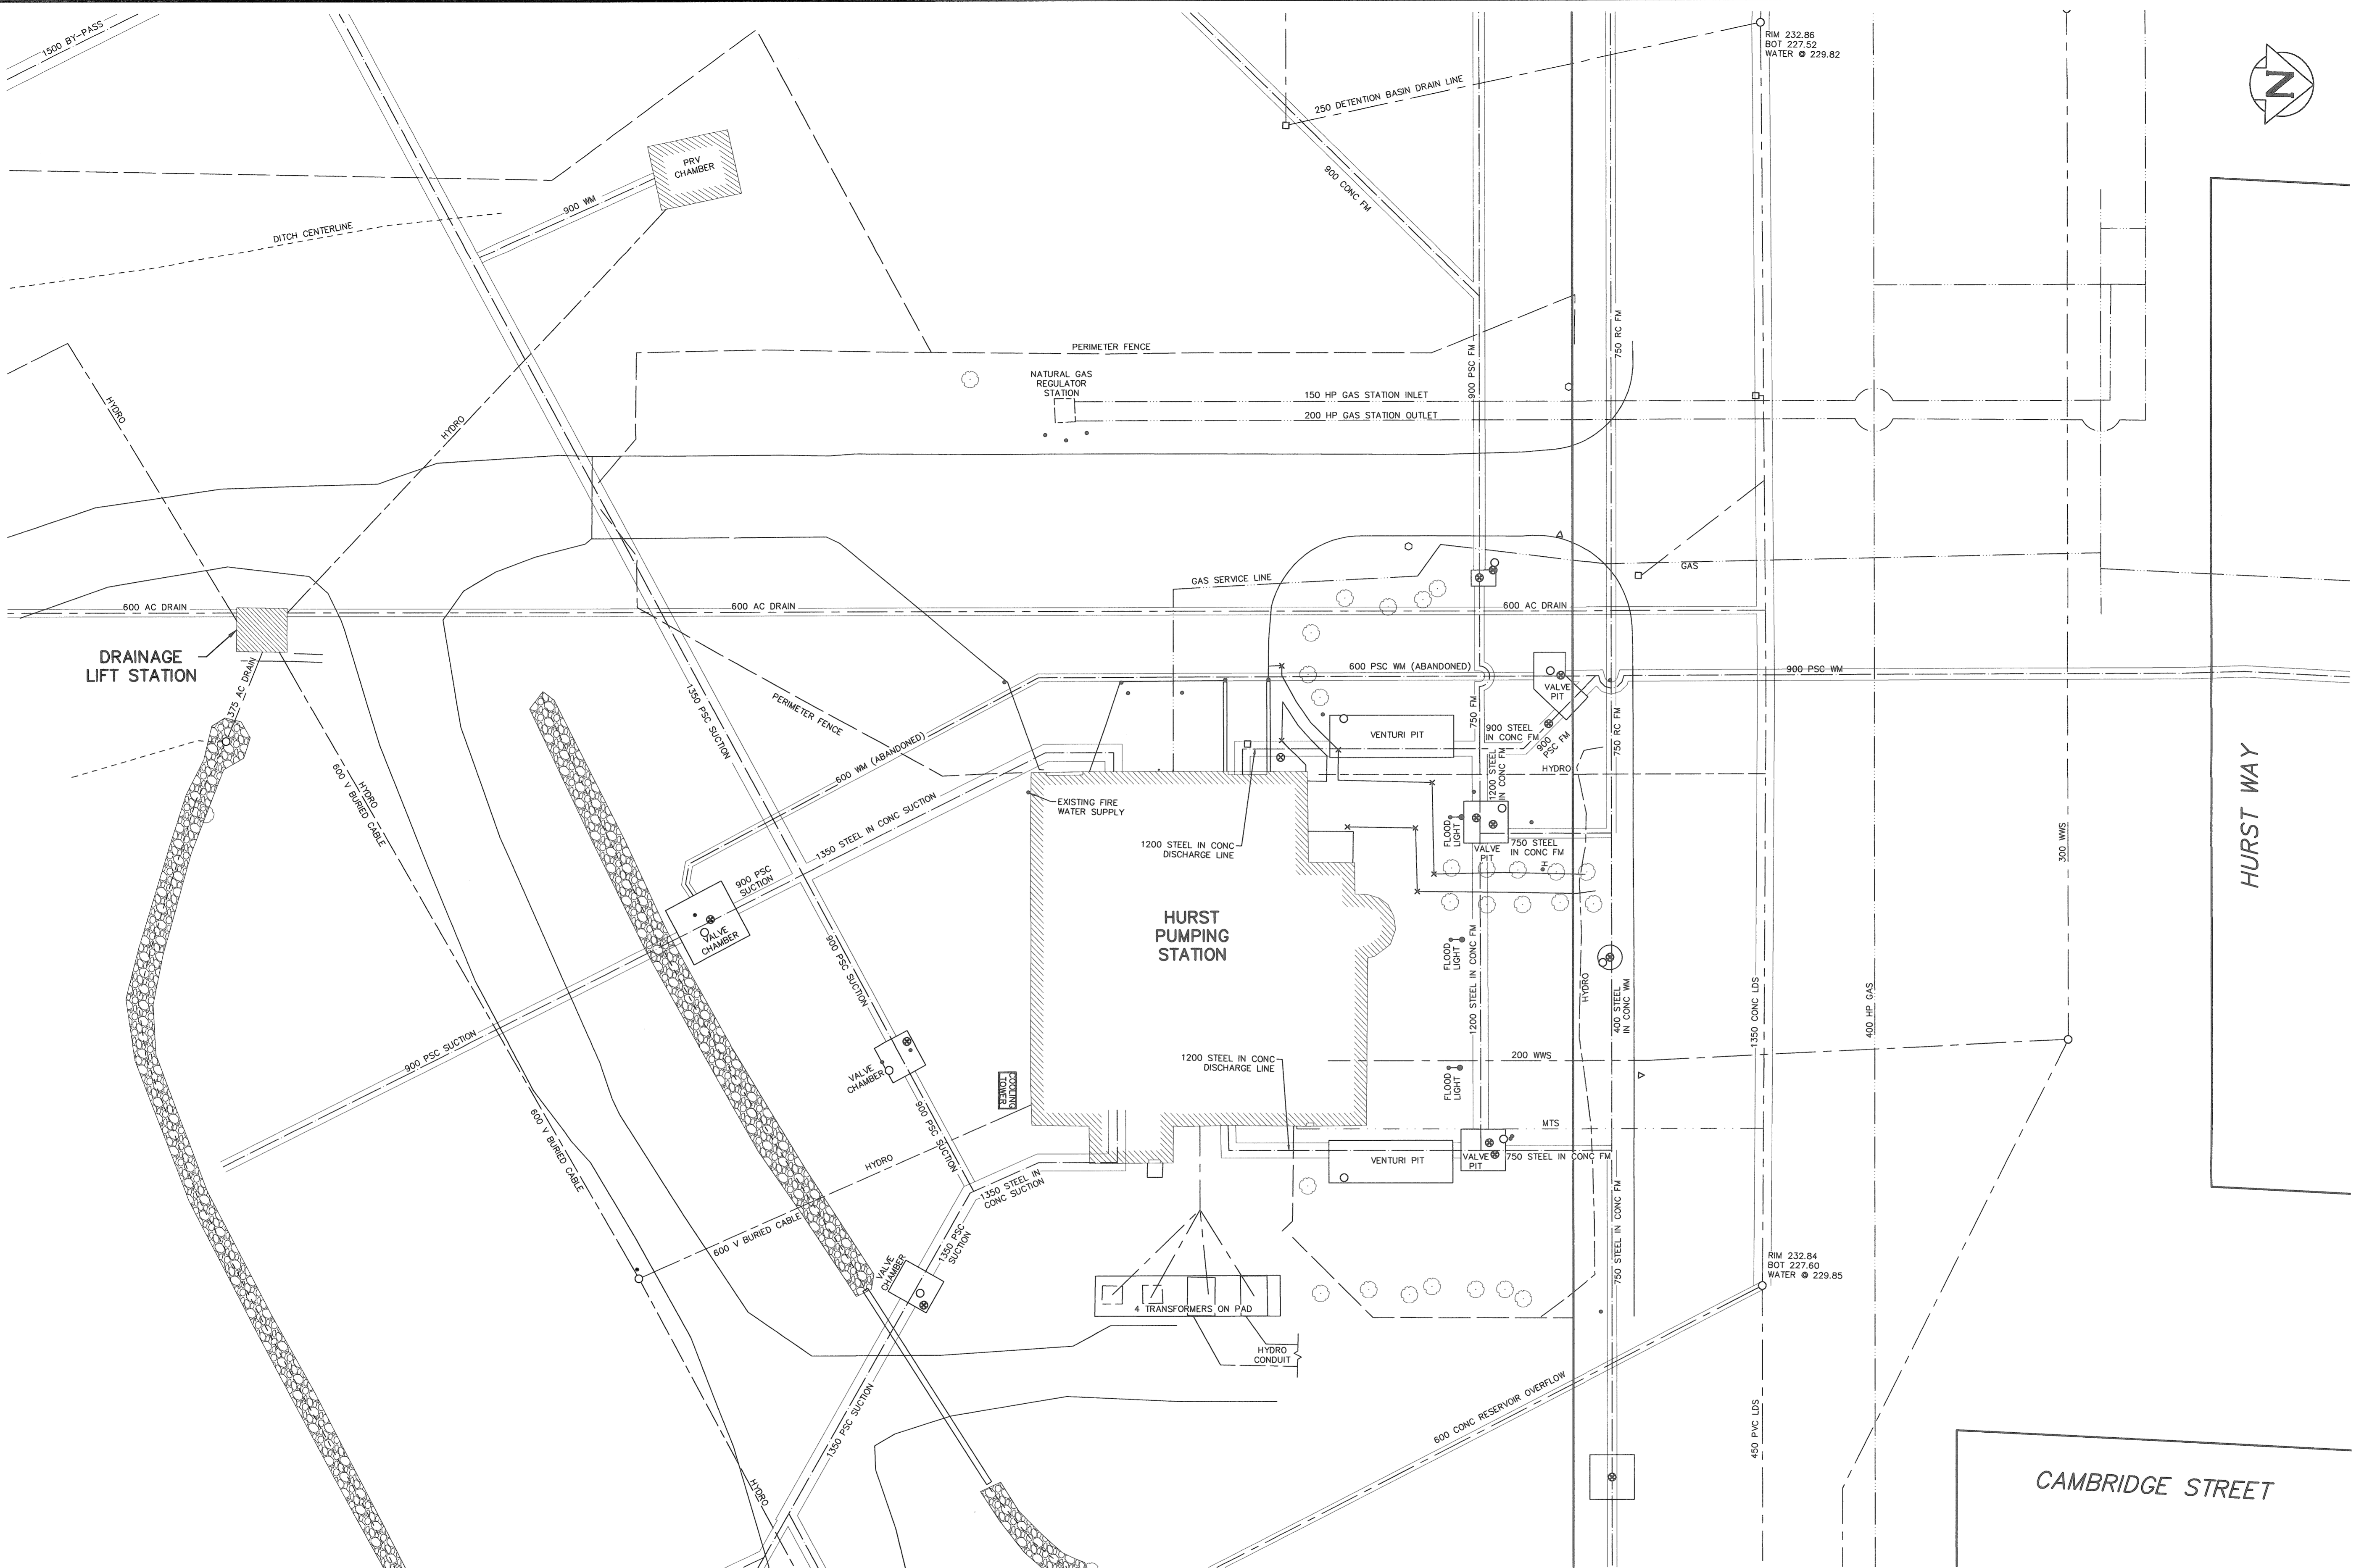 1500 BY-PASS
RIM 232.86
BOT 227.52
WATER @ 229.82
N
250 DETENTION BASIN DRAIN LINE
PRV
CHAMBER
900 WM
900 CONC FM
DITCH CENTERLINE
PERIMETER FENCE
900 PSC FM
750 RC FM
NATURAL GAS
REGULATOR
STATION
150 HP GAS STATION INLET
200 HP GAS STATION OUTLET
HYDRO
HYDRO
GAS SERVICE LINE
GAS
600 AC DRAIN
600 AC DRAIN
600 AC DRAIN
DRAINAGE
LIFT STATION
375 AC DRAIN
1350 PSC SUCTION
PERIMETER FENCE
600 PSC WM (ABANDONED)
900 PSC WM
VALVE
PIT
750 FM
VENTURI PIT
900 STEEL
IN CONC FM
900
PSC FM
750 RC FM
600 WM (ABANDONED)
HYDRO
600 V BURIED CABLE
1200 STEEL
IN CONC FM
HYDRO
EXISTING FIRE
WATER SUPPLY
1350 STEEL IN CONC SUCTION
1200 STEEL IN CONC
DISCHARGE LINE
FLOOD
LIGHT
VALVE
PIT
750 STEEL
IN CONC FM
H
HURST WAY
300 WWS
900 PSC
SUCTION
VALVE
CHAMBER
HURST
PUMPING
STATION
FLOOD
LIGHT
1200 STEEL IN CONC FM
HYDRO
400 STEEL
IN CONC WM
1350 CONC LDS
400 HP GAS
900 PSC SUCTION
900 PSC SUCTION
VALVE
CHAMBER
COOLING
TOWER
1200 STEEL IN CONC
DISCHARGE LINE
200 WWS
FLOOD
LIGHT
600 V BURIED CABLE
900 PSC SUCTION
HYDRO
MTS
VENTURI PIT
VALVE
PIT
750 STEEL IN CONC FM
1350 STEEL IN
CONC SUCTION
600 V BURIED CABLE
1350 PSC
SUCTION
VALVE
CHAMBER
750 STEEL IN CONC FM
RIM 232.84
BOT 227.60
WATER @ 229.85
4 TRANSFORMERS ON PAD
HYDRO
CONDUIT
1350 PSC SUCTION
600 CONC RESERVOIR OVERFLOW
450 PVC LDS
HYDRO
CAMBRIDGE STREET